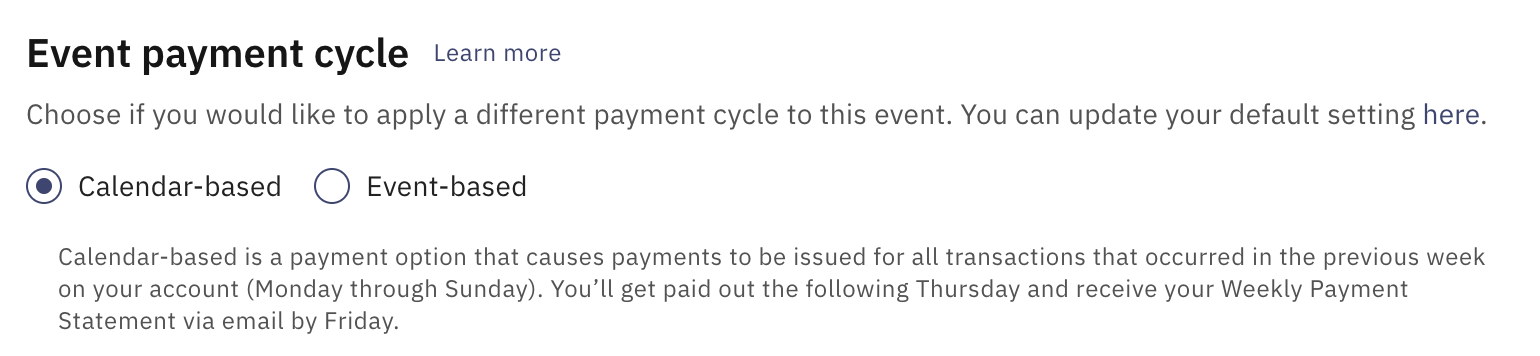 Event payment cycle Learn more
Choose if you would like to apply a different payment cycle to this event. You can update your default setting here.
Calendar-based Event-based
Calendar-based is a payment option that causes payments to be issued for all transactions that occurred in the previous week
on your account (Monday through Sunday). You’ll get paid out the following Thursday and receive your Weekly Payment
Statement via email by Friday.